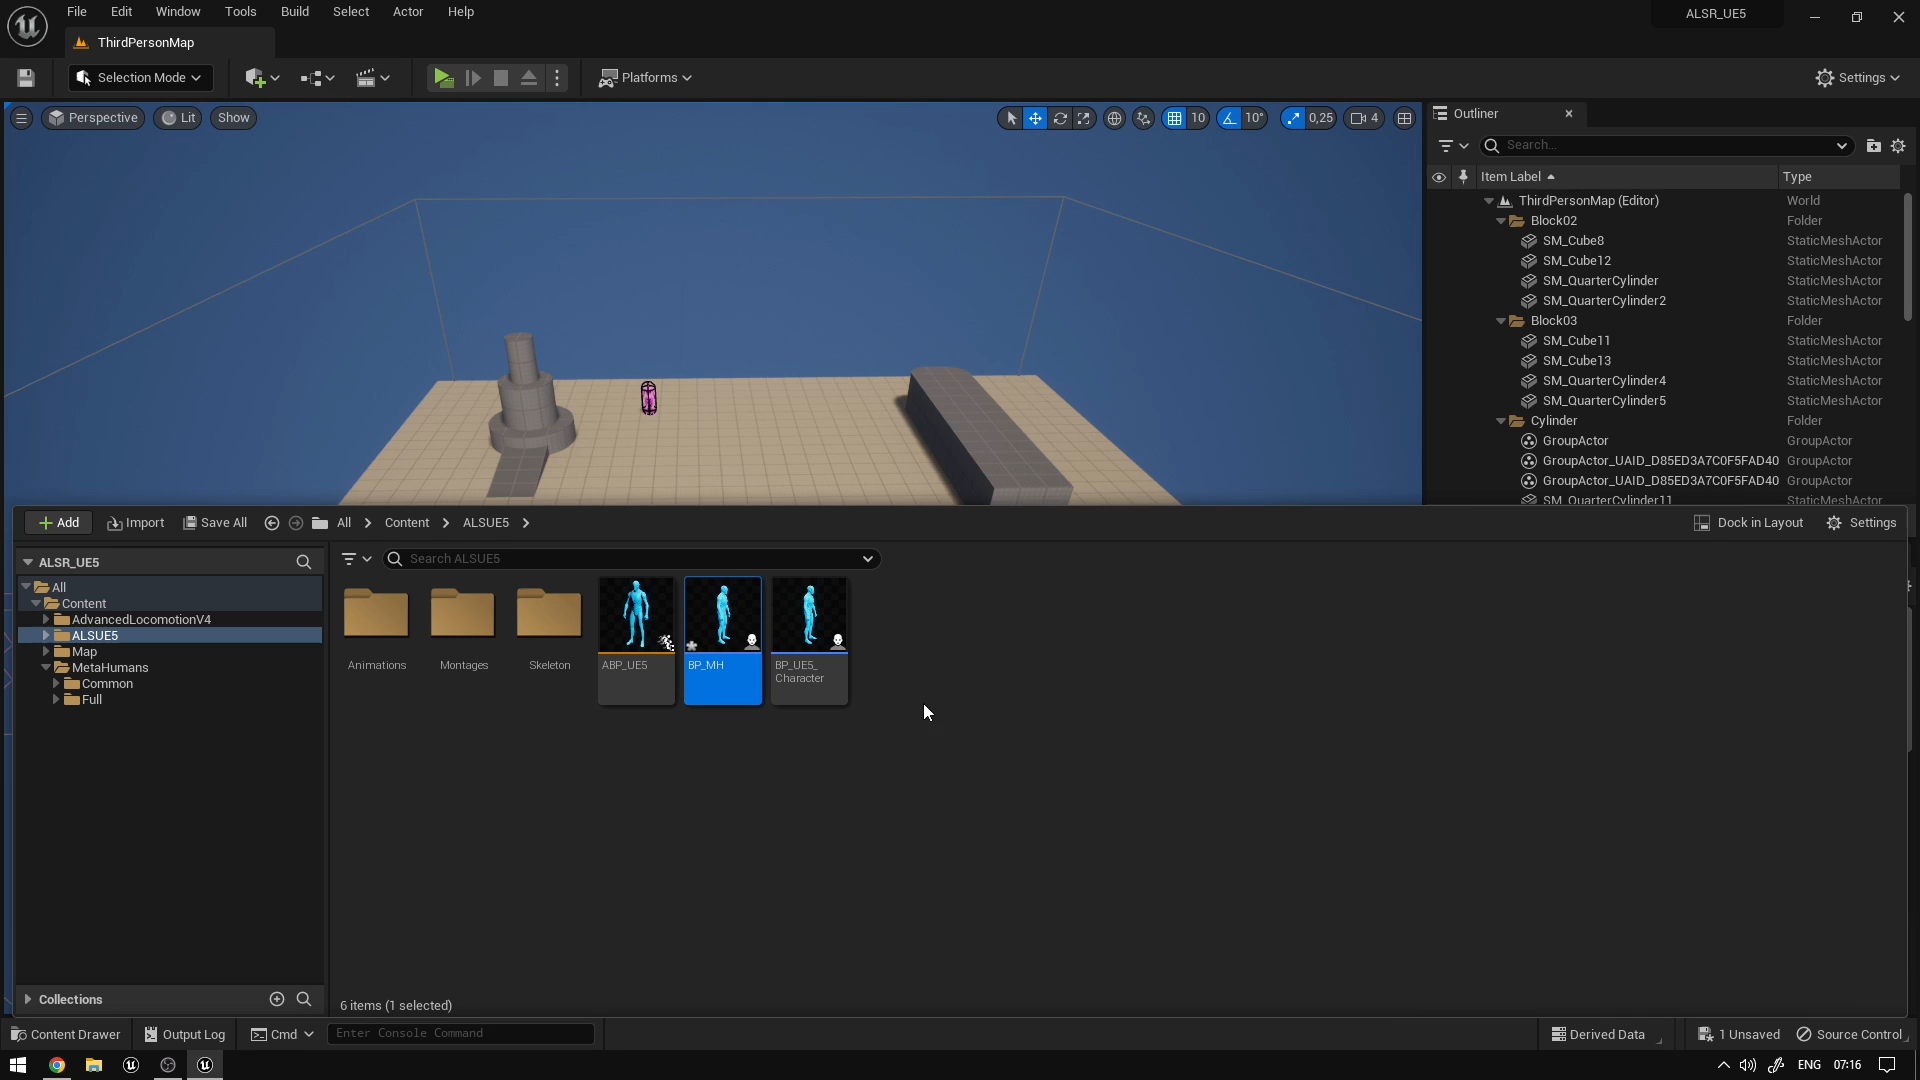 File Edit Window Tools Build Select Actor Help
ALSR_UE5
ThirdPersonMap
Selection Mode
Platforms
Settings
Perspective Lit Show
10 10° 0,25 4
Outliner
Search...
Item Label Type
ThirdPersonMap (Editor) World
Block02 Folder
SM_Cube8 StaticMeshActor
SM_Cube12 StaticMeshActor
SM_QuarterCylinder StaticMeshActor
SM_QuarterCylinder2 StaticMeshActor
Block03 Folder
SM_Cube11 StaticMeshActor
SM_Cube13 StaticMeshActor
SM_QuarterCylinder4 StaticMeshActor
SM_QuarterCylinder5 StaticMeshActor
Cylinder Folder
GroupActor GroupActor
GroupActor_UAID_D85ED3A7C0F5FAD40 GroupActor
GroupActor_UAID_D85ED3A7C0F5FAD40 GroupActor
SM_QuarterCylinder11 StaticMeshActor
Add Import Save All All Content ALSUE5
Dock in Layout Settings
ALSR_UE5
Search ALSUE5
All
Content
AdvancedLocomotionV4
ALSUE5
Map
MetaHumans
Common
Full
Animations
Montages
Skeleton
ABP_UE5
BP_MH
BP_UE5_
Character
Collections
6 items (1 selected)
Content Drawer Output Log Cmd Enter Console Command
Derived Data 1 Unsaved Source Control
ENG 07:16